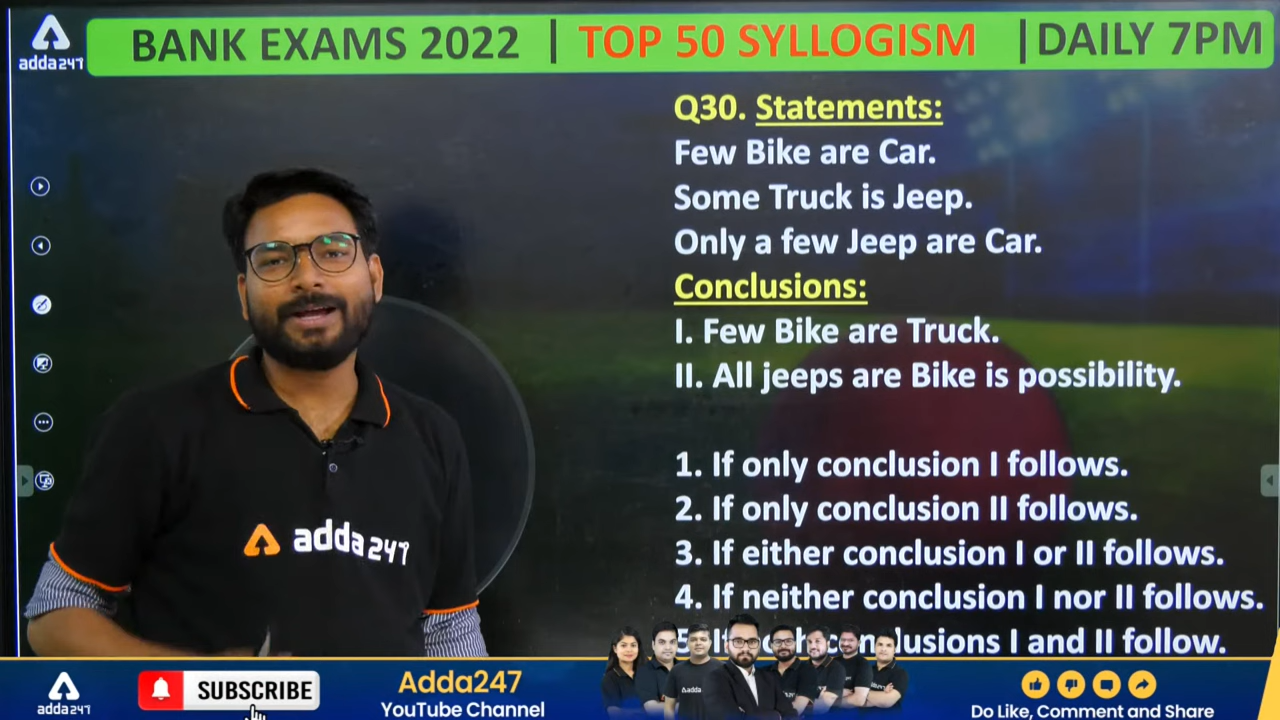 adda247
BANK EXAMS 2022 | TOP 50 SYLLOGISM | DAILY 7PM
Q30. Statements:
Few Bike are Car.
Some Truck is Jeep.
Only a few Jeep are Car.
Conclusions:
I. Few Bike are Truck.
II. All jeeps are Bike is possibility.
1. If only conclusion I follows.
2. If only conclusion II follows.
3. If either conclusion I or II follows.
4. If neither conclusion I nor II follows.
5. If conclusions I and II follow.
adda247
adda247
SUBSCRIBE
Adda247
YouTube Channel
Do Like, Comment and Share